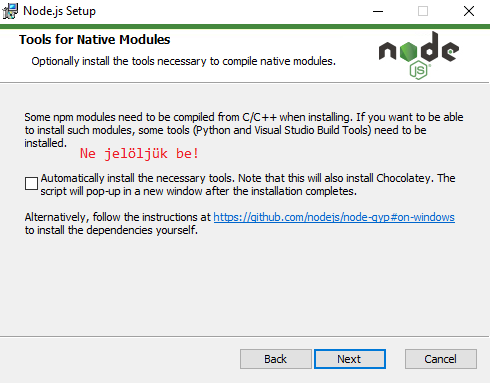 Node.js Setup
Tools for Native Modules
Optionally install the tools necessary to compile native modules.
node
JS
Some npm modules need to be compiled from C/C++ when installing. If you want to be able
to install such modules, some tools (Python and Visual Studio Build Tools) need to be
installed.
Ne jelöljük be!
Automatically install the necessary tools. Note that this will also install Chocolatey. The
script will pop-up in a new window after the installation completes.
Alternatively, follow the instructions at https://github.com/nodejs/node-gyp#on-windows
to install the dependencies yourself.
Back Next Cancel